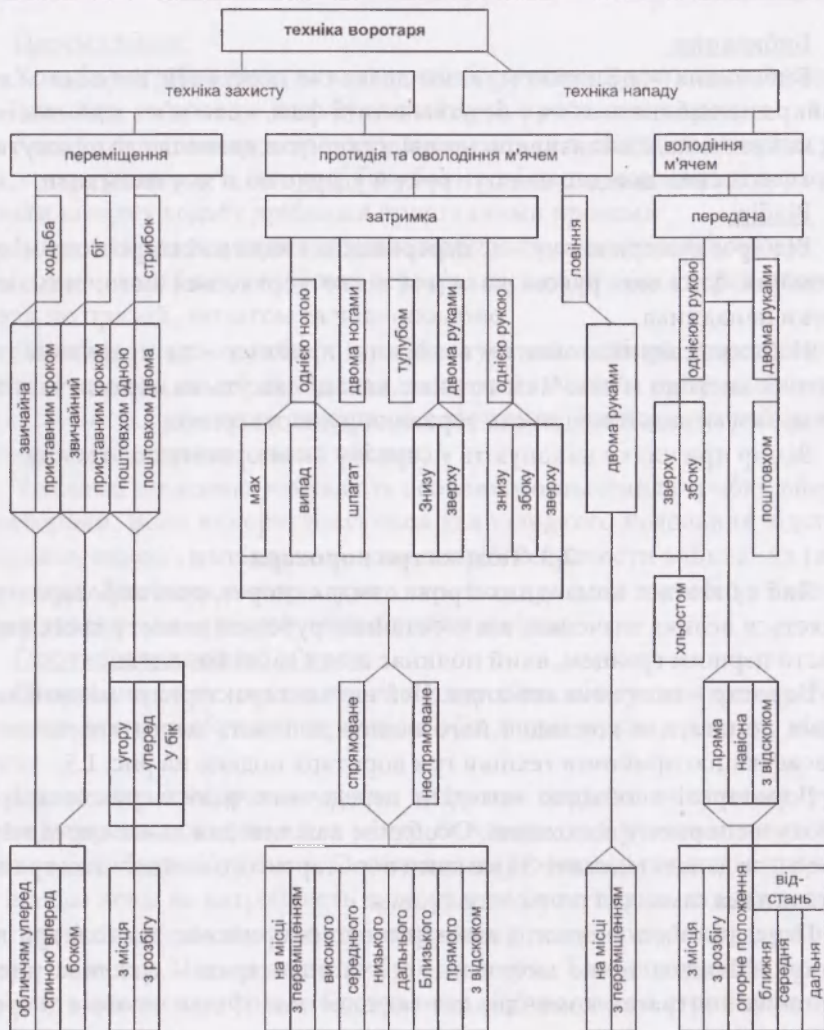 техніка воротаря
техніка захисту
техніка нападу
переміщення
протидія та оволодіння м'ячем
володіння
м'ячем
ходьба
біг
стрибок
затримка
ловіння
передача
звичайна
приставним кроком
звичайний
приставним кроком
поштовхом одною
поштовхом двома
однією ногою
двома ногами
тулубом
двома руками
однією рукою
двома руками
однією рукою
двома руками
мах
випад
шпагат
Знизу
зверху
знизу
збоку
зверху
зверху
збоку
поштовхом
хльостом
угору
уперед
у бік
спрямоване
неспрямоване
пряма
навісна
з відскоком
обличчям уперед
спиною вперед
боком
з місця
з розбігу
на місці
з переміщенням
високого
середнього
низького
дальнього
Близького
прямого
з відскоком
на місці
з переміщенням
з місця
з розбігу
опорне положення
від-
стань
ближня
середня
дальня